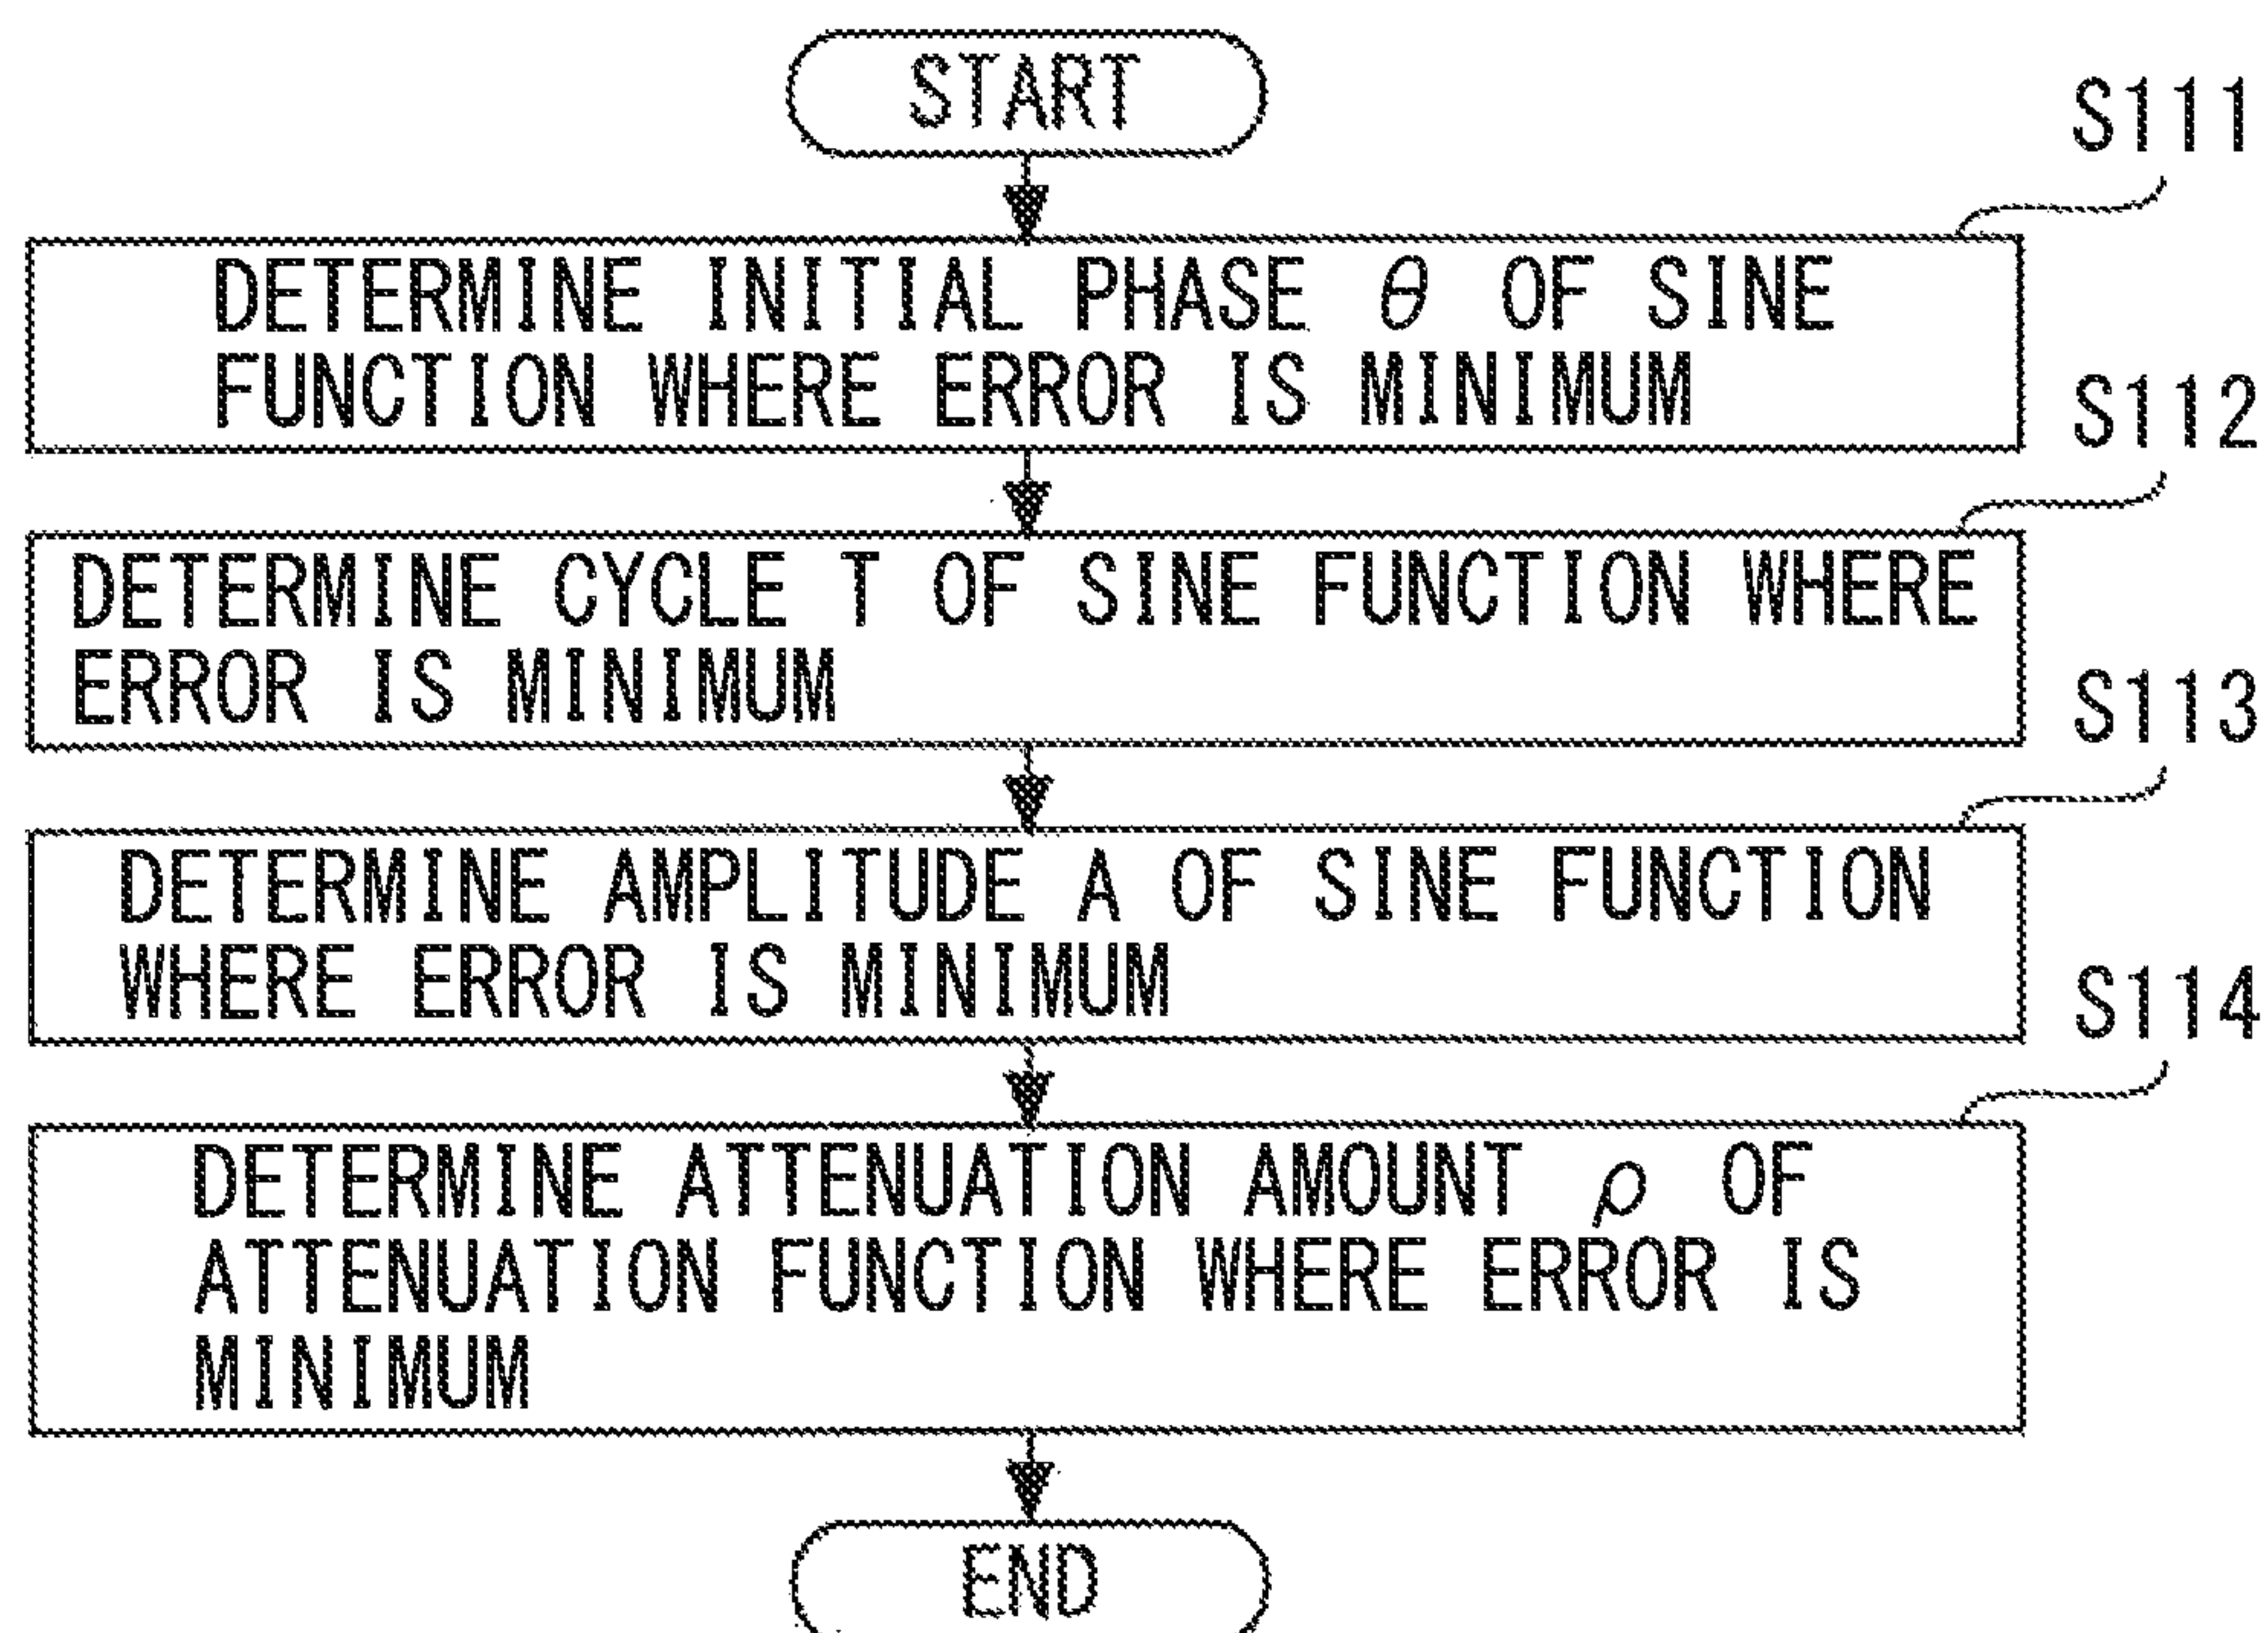 START
S111
DETERMINE INITIAL PHASE θ OF SINE
FUNCTION WHERE ERROR IS MINIMUM
S112
DETERMINE CYCLE T OF SINE FUNCTION WHERE
ERROR IS MINIMUM
S113
DETERMINE AMPLITUDE A OF SINE FUNCTION
WHERE ERROR IS MINIMUM
S114
DETERMINE ATTENUATION AMOUNT ρ OF
ATTENUATION FUNCTION WHERE ERROR IS
MINIMUM
END